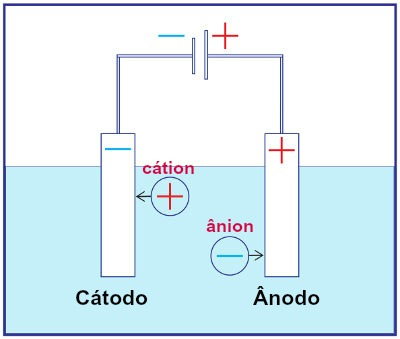 − +
− +
cátion
+
ânion
−
Cátodo Ânodo